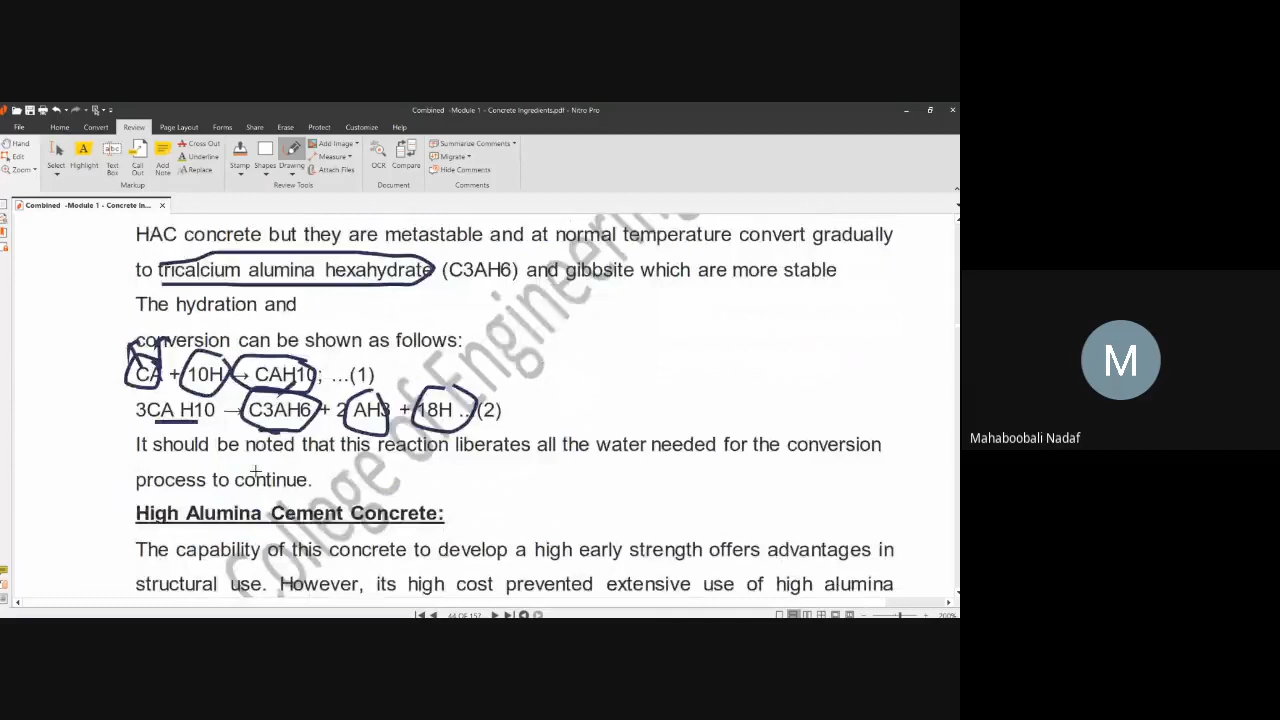 Combined -Module 1 - Concrete Ingredients.pdf - Nitro Pro
File Home Convert Review Page Layout Forms Share Erase Protect Customize Help
Hand Select Highlight Text Box Call Out Add Note Cross Out Stamp Shapes Drawing Add Image OCR Compare Summarize Comments
Edit Underline Measure Migrate
Zoom Replace Attach Files Hide Comments
Markup Review Tools Document Comments
Combined -Module 1 - Concrete In...
HAC concrete but they are metastable and at normal temperature convert gradually
to tricalcium alumina hexahydrate (C3AH6) and gibbsite which are more stable
The hydration and
conversion can be shown as follows:
CA + 10H → CAH10; ...(1)
3CA H10 → C3AH6 + 2 AH3 + 18H ...(2)
It should be noted that this reaction liberates all the water needed for the conversion
process to continue.
High Alumina Cement Concrete:
The capability of this concrete to develop a high early strength offers advantages in
structural use. However, its high cost prevented extensive use of high alumina
College of Engineering
44 OF 157
200%
M
Mahaboobali Nadaf